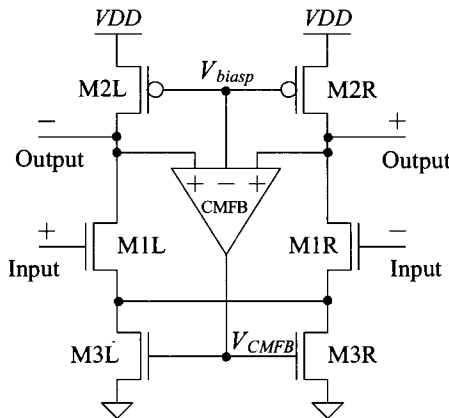 VDD VDD
M2L V_biasp M2R
− +
Output Output
+ − +
CMFB
+ −
M1L M1R
Input Input
V_CMFB
M3L M3R